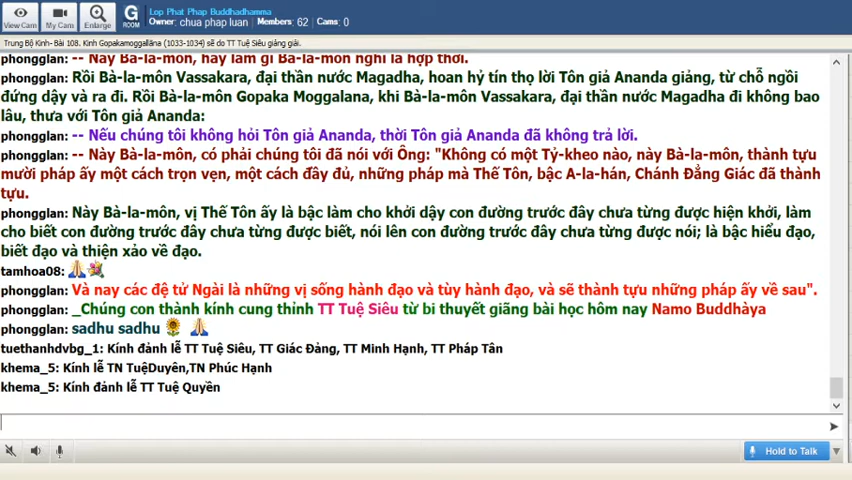 Lop Phat Phap Buddhadhamma
Owner: chua phap luan Members: 62 Cams: 0
View Cam
My Cam
Enlarge
G
ROOM
Trung Bộ Kinh- Bài 108. Kinh Gopakamoggallāna (1033-1034) sẽ do TT Tuệ Siêu giảng giải.
phongglan: -- Này Bà-la-môn, hãy làm gì Bà-la-môn nghĩ là hợp thời.
phongglan: Rồi Bà-la-môn Vassakara, đại thần nước Magadha, hoan hỷ tín thọ lời Tôn giả Ananda giảng, từ chỗ ngồi
đứng dậy và ra đi. Rồi Bà-la-môn Gopaka Moggalana, khi Bà-la-môn Vassakara, đại thần nước Magadha đi không bao
lâu, thưa với Tôn giả Ananda:
phongglan: -- Nếu chúng tôi không hỏi Tôn giả Ananda, thời Tôn giả Ananda đã không trả lời.
phongglan: -- Này Bà-la-môn, có phải chúng tôi đã nói với Ông: "Không có một Tỷ-kheo nào, này Bà-la-môn, thành tựu
mười pháp ấy một cách trọn vẹn, một cách đầy đủ, những pháp mà Thế Tôn, bậc A-la-hán, Chánh Đẳng Giác đã thành
tựu.
phongglan: Này Bà-la-môn, vị Thế Tôn ấy là bậc làm cho khởi dậy con đường trước đây chưa từng được hiện khởi, làm
cho biết con đường trước đây chưa từng được biết, nói lên con đường trước đây chưa từng được nói; là bậc hiểu đạo,
biết đạo và thiện xảo về đạo.
tamhoa08:
phongglan: Và nay các đệ tử Ngài là những vị sống hành đạo và tùy hành đạo, và sẽ thành tựu những pháp ấy về sau".
phongglan: _Chúng con thành kính cung thỉnh TT Tuệ Siêu từ bi thuyết giãng bài học hôm nay Namo Buddhàya
phongglan: sadhu sadhu
tuethanhdvbg_1: Kính đảnh lễ TT Tuệ Siêu, TT Giác Đẳng, TT Minh Hạnh, TT Pháp Tân
khema_5: Kính lễ TN TuệDuyên,TN Phúc Hạnh
khema_5: Kính đảnh lễ TT Tuệ Quyền
Hold to Talk